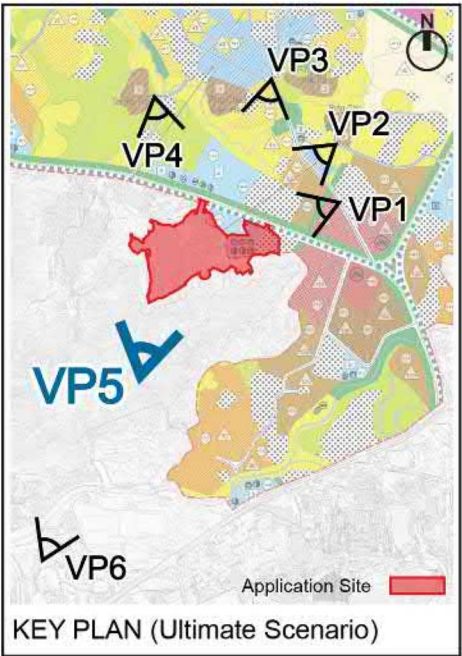 N
VP3
VP2
VP4
VP1
VP5
VP6
Application Site
KEY PLAN (Ultimate Scenario)